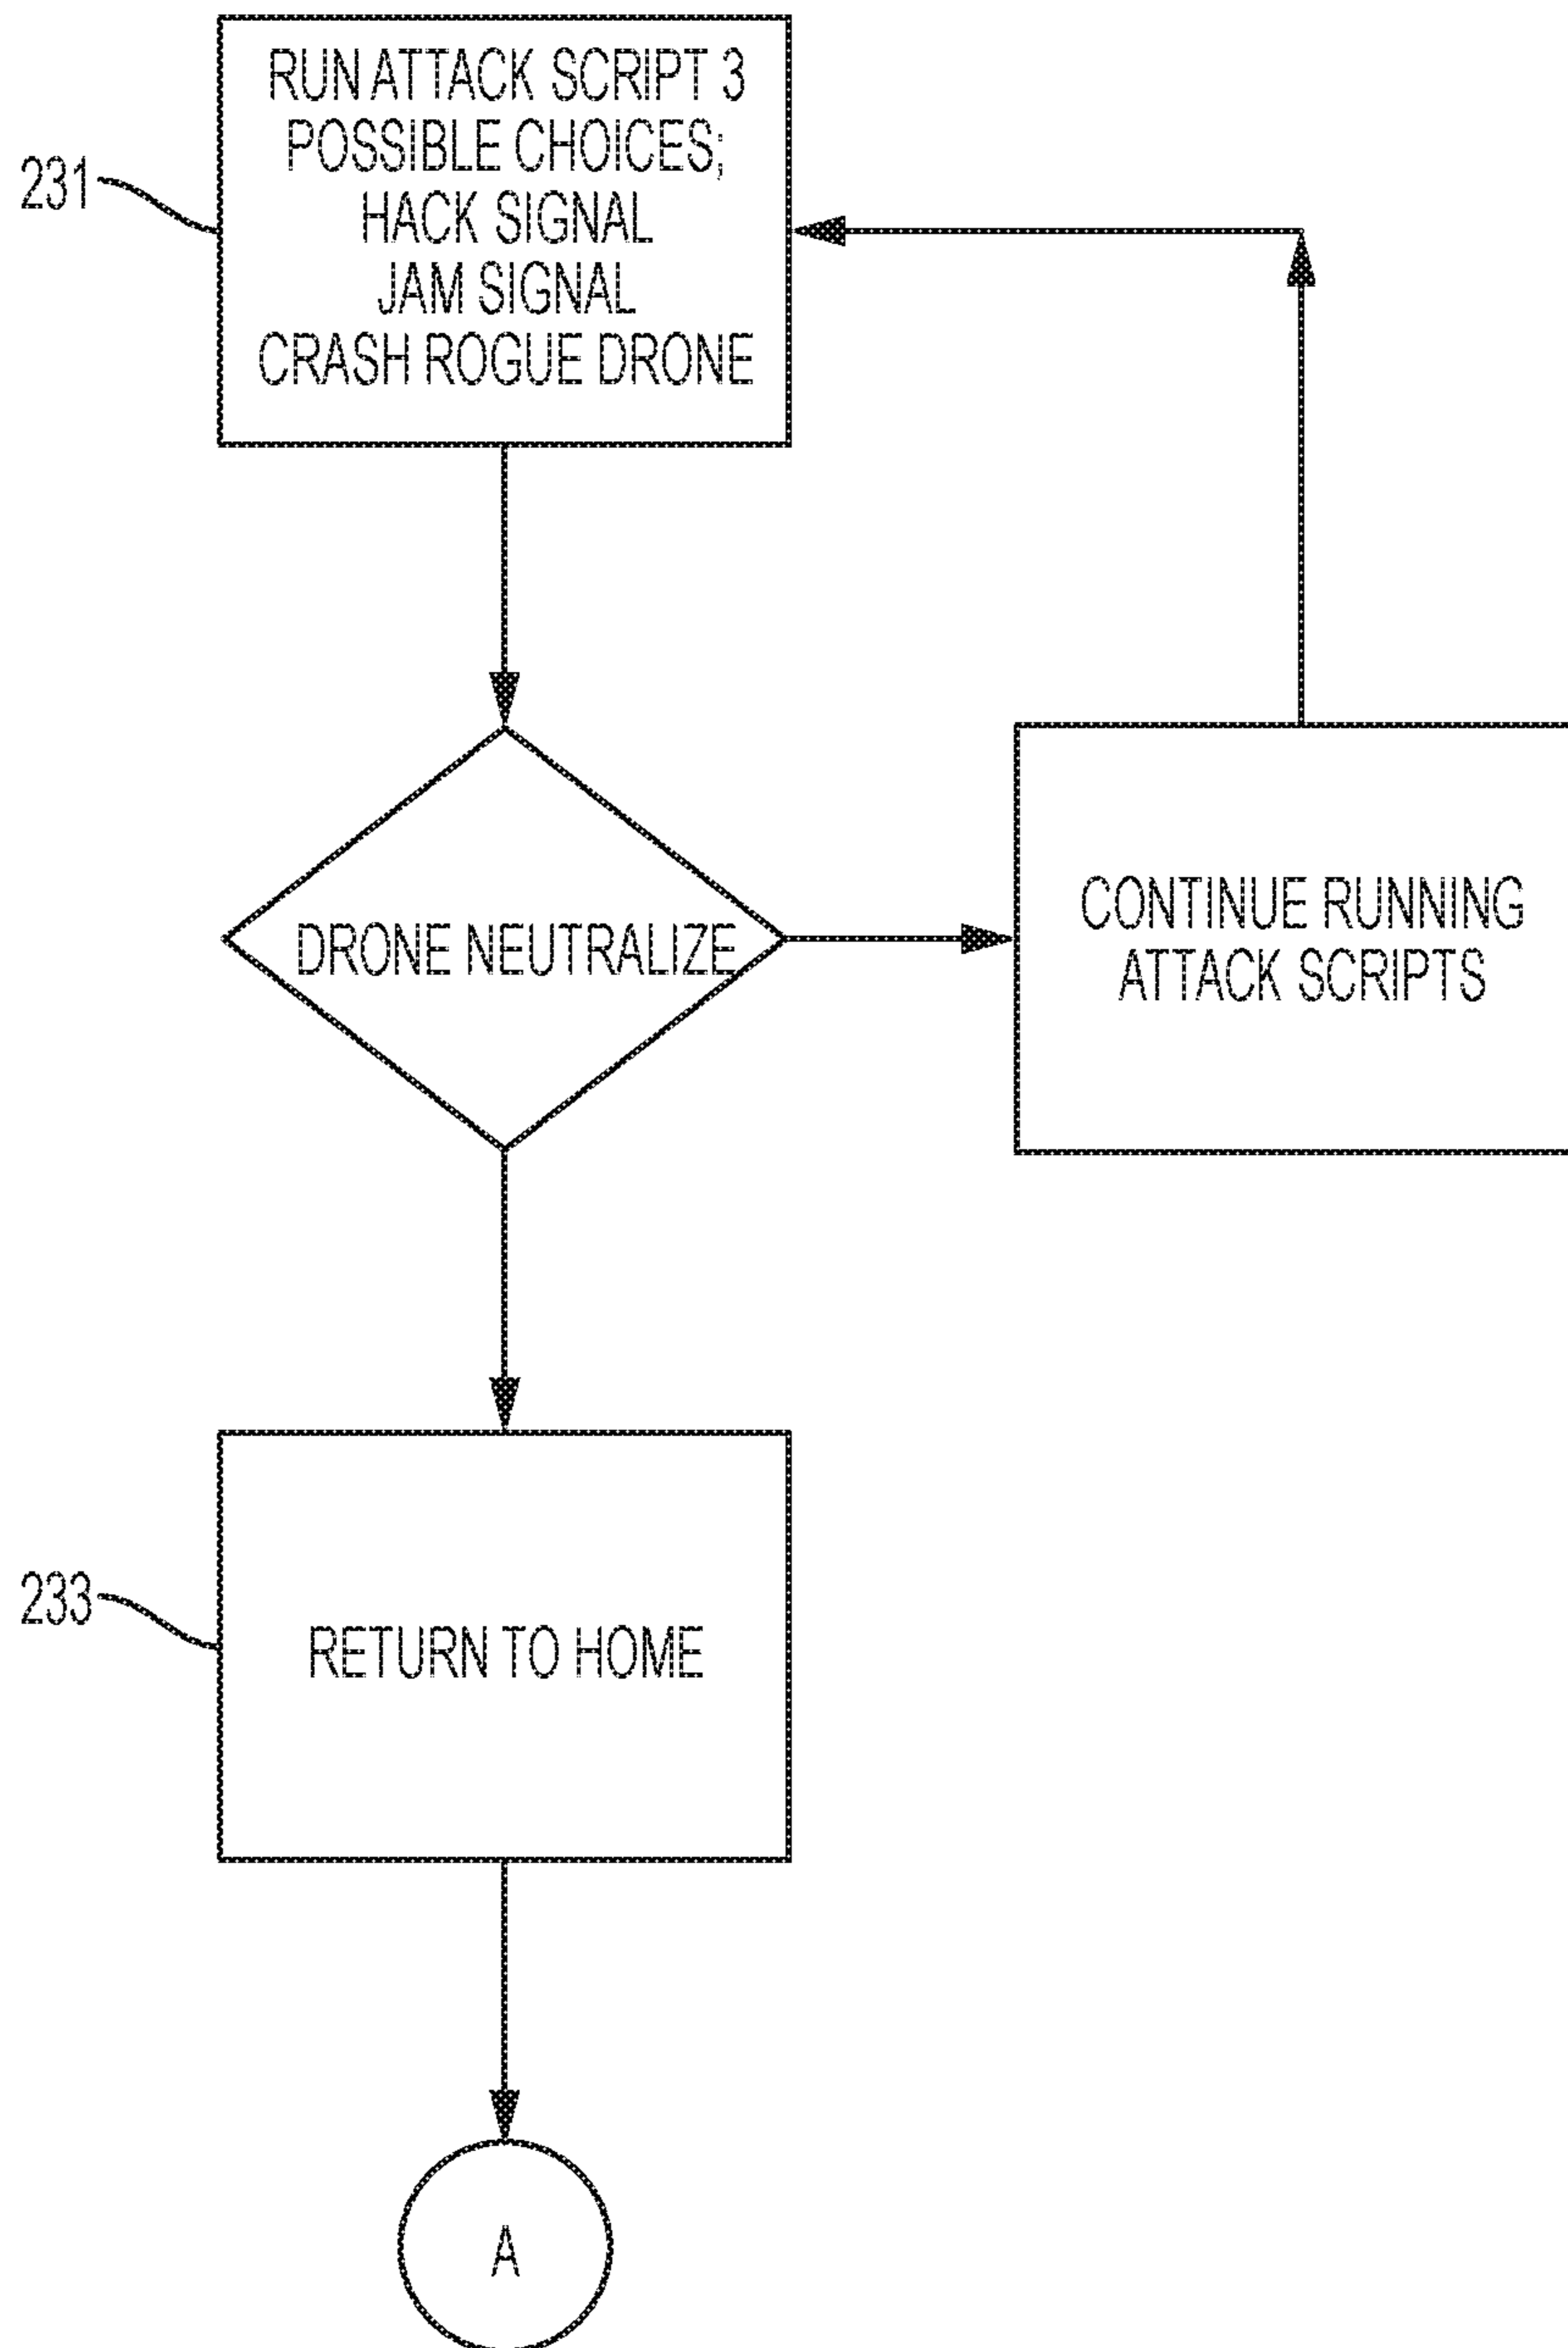 RUN ATTACK SCRIPT 3
POSSIBLE CHOICES;
HACK SIGNAL
JAM SIGNAL
CRASH ROGUE DRONE
231
DRONE NEUTRALIZE
CONTINUE RUNNING
ATTACK SCRIPTS
233
RETURN TO HOME
A